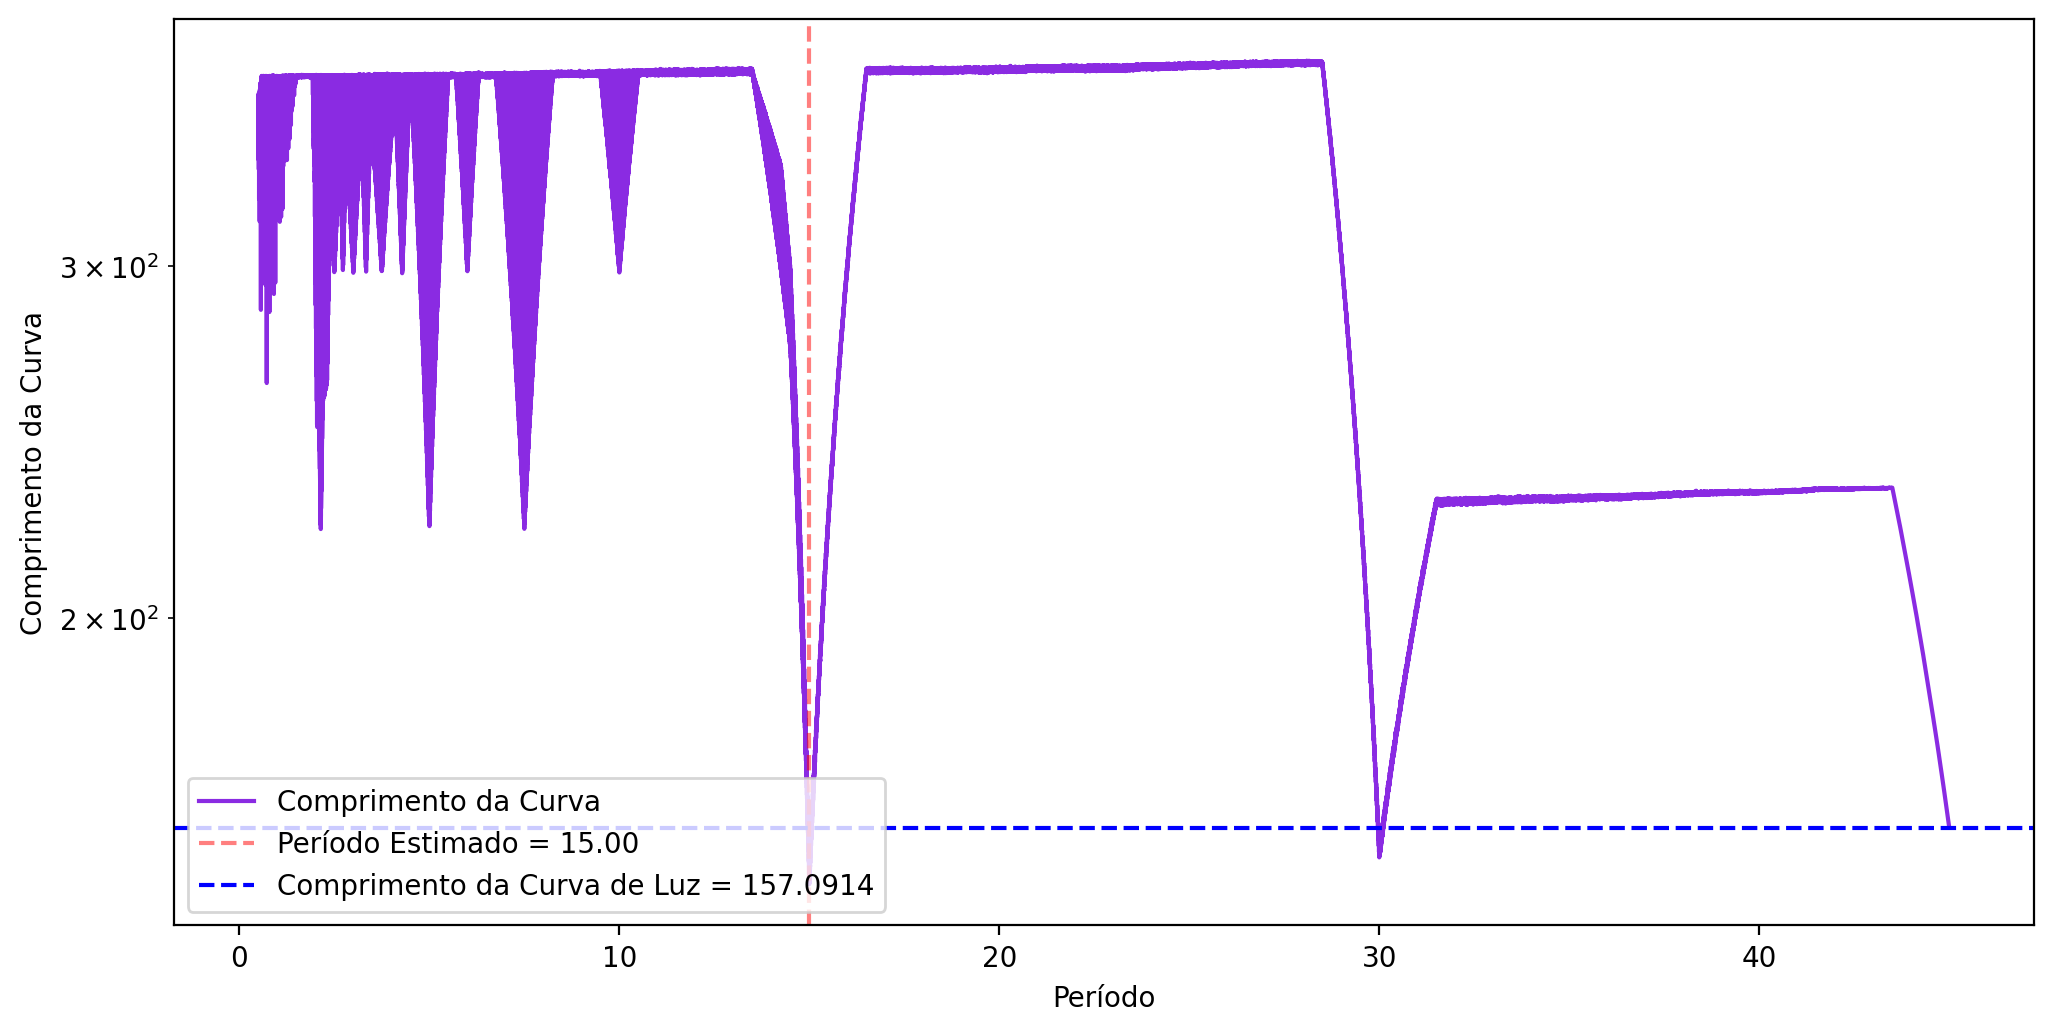 Comprimento da Curva
3 × 10²
2 × 10²
Comprimento da Curva
Período Estimado = 15.00
Comprimento da Curva de Luz = 157.0914
0 10 20 30 40
Período